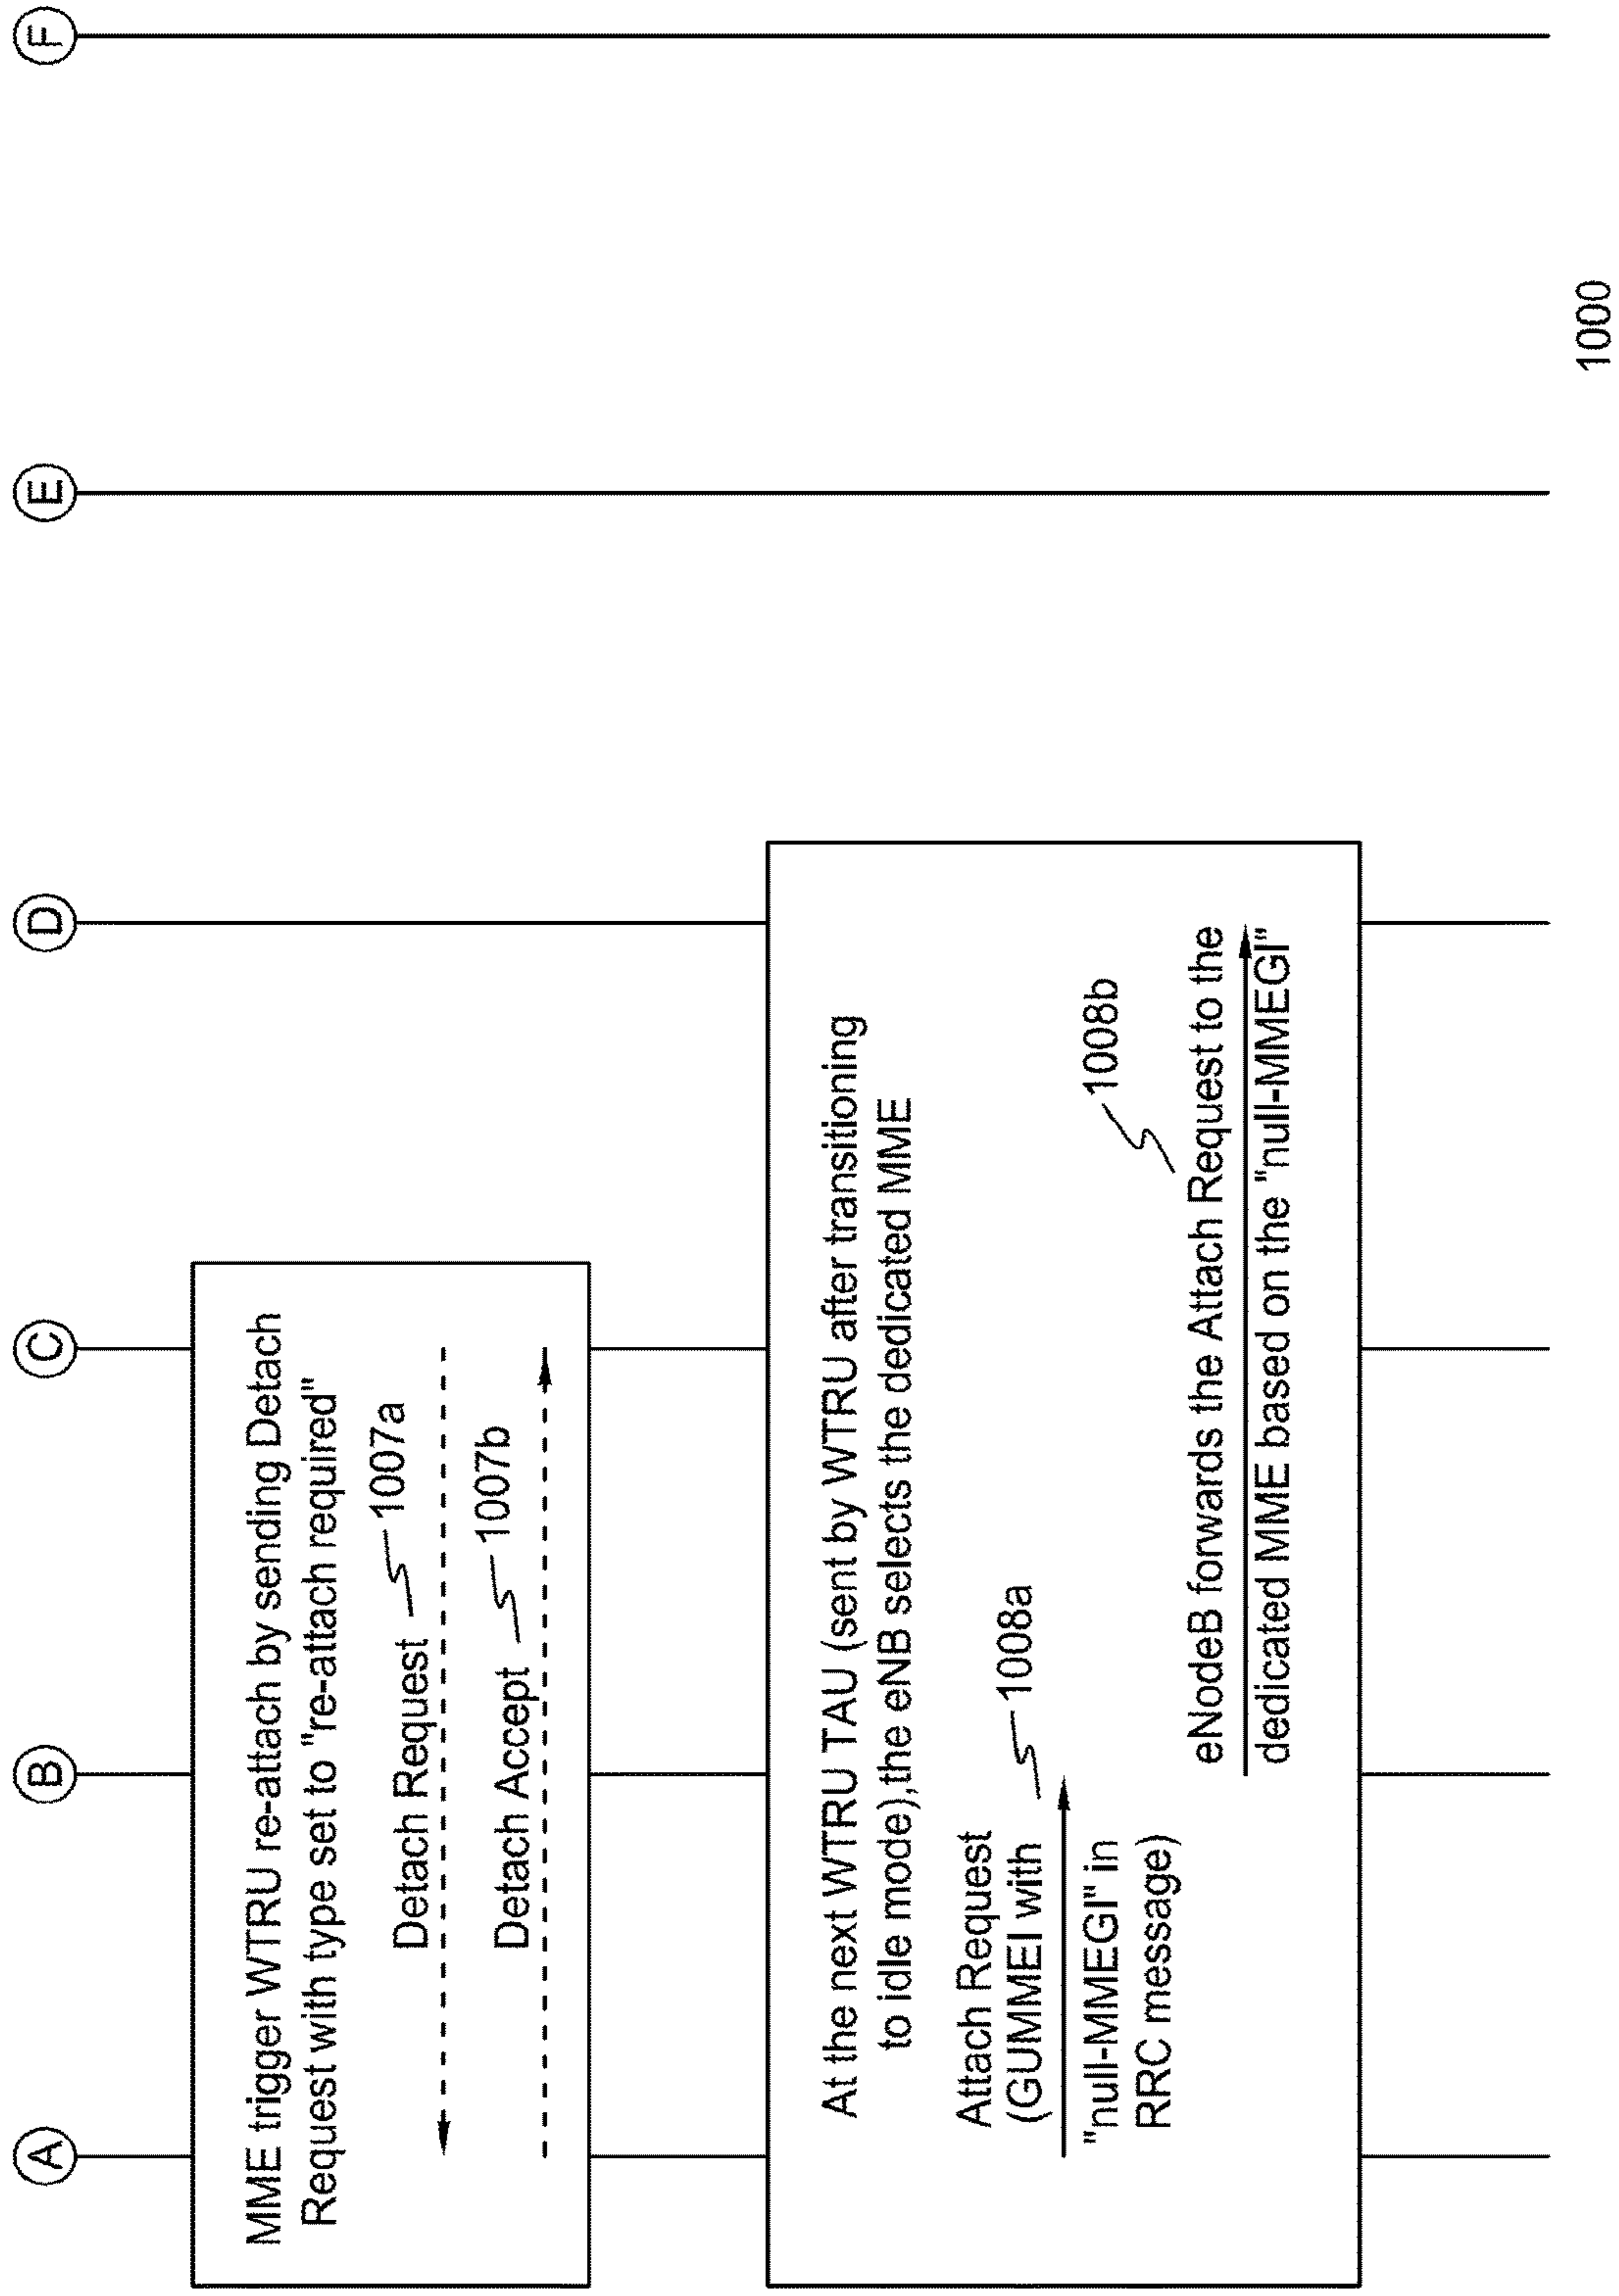 A
B
C
D
E
F
MME trigger WTRU re-attach by sending Detach
Request with type set to "re-attach required"
Detach Request
1007a
Detach Accept
1007b
At the next WTRU TAU (sent by WTRU after transitioning
to idle mode),the eNB selects the dedicated MME
Attach Request
(GUMMEI with
1008a
"null-MMEGI" in
RRC message)
1008b
eNodeB forwards the Attach Request to the
dedicated MME based on the "null-MMEGI"
1000